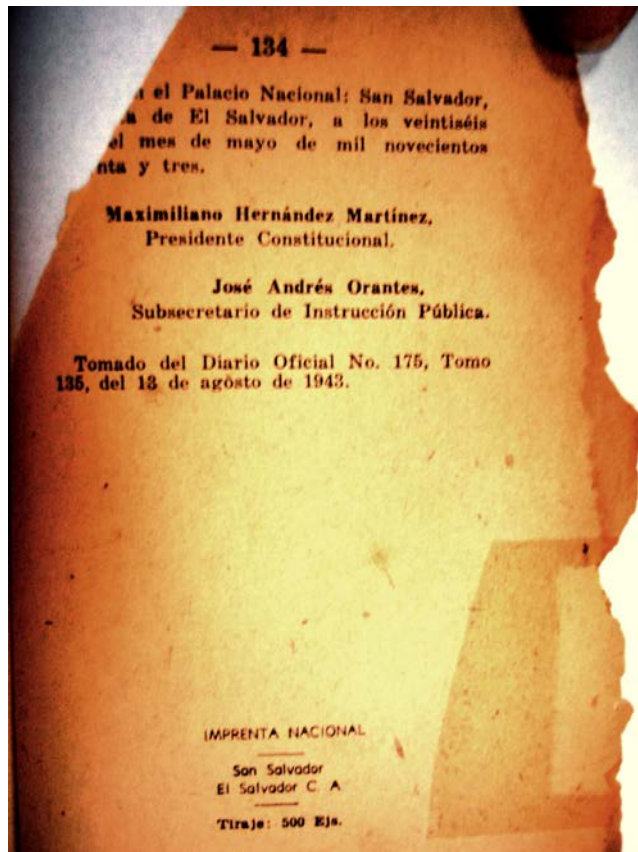 — 134 —
el Palacio Nacional: San Salvador,
de El Salvador, a los veintiséis
el mes de mayo de mil novecientos
nta y tres.
Maximiliano Hernández Martínez,
Presidente Constitucional.
José Andrés Orantes,
Subsecretario de Instrucción Pública.
Tomado del Diario Oficial No. 175, Tomo
135, del 13 de agosto de 1943.
IMPRENTA NACIONAL
San Salvador
El Salvador C. A
Tiraje: 500 Ejs.